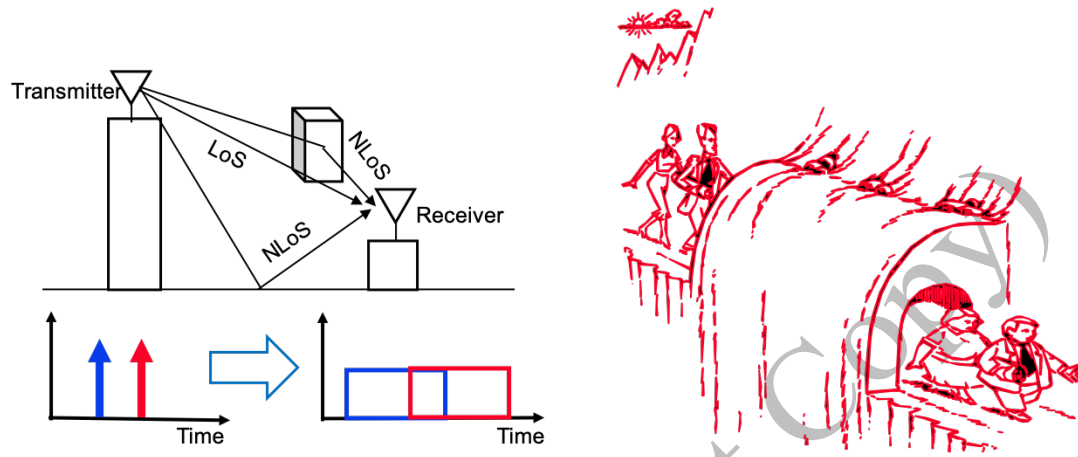 Transmitter
LoS
NLoS
NLoS
Receiver
Time
Time
t Copy)